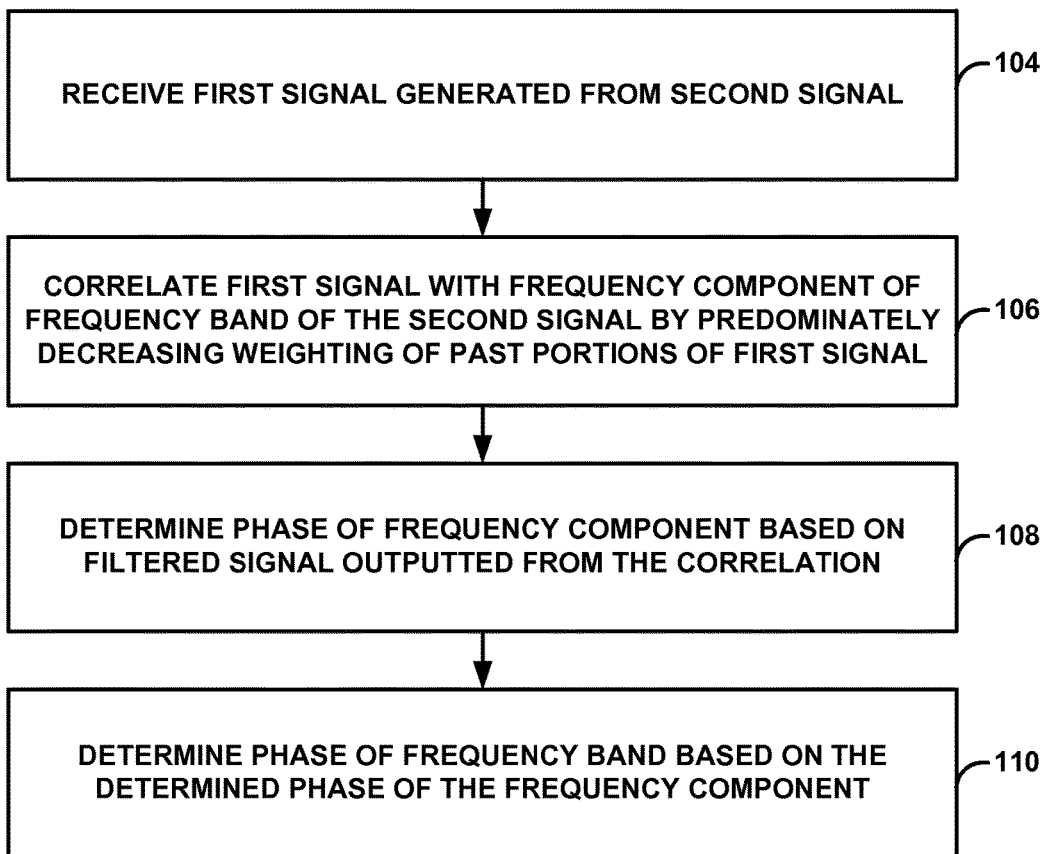 RECEIVE FIRST SIGNAL GENERATED FROM SECOND SIGNAL
104
CORRELATE FIRST SIGNAL WITH FREQUENCY COMPONENT OF
FREQUENCY BAND OF THE SECOND SIGNAL BY PREDOMINATELY
DECREASING WEIGHTING OF PAST PORTIONS OF FIRST SIGNAL
106
DETERMINE PHASE OF FREQUENCY COMPONENT BASED ON
FILTERED SIGNAL OUTPUTTED FROM THE CORRELATION
108
DETERMINE PHASE OF FREQUENCY BAND BASED ON THE
DETERMINED PHASE OF THE FREQUENCY COMPONENT
110